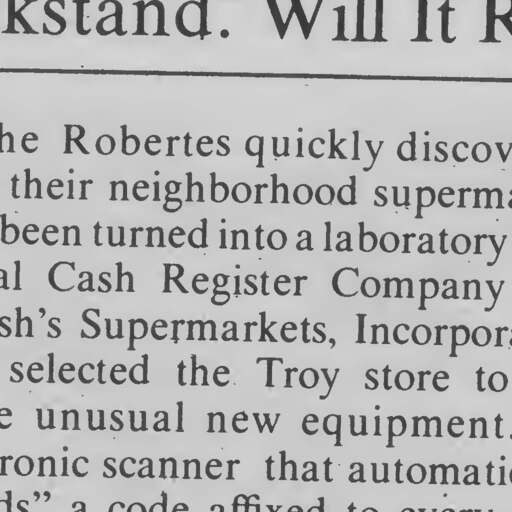 kstand. Will It R
he Robertes quickly discov
their neighborhood superma
been turned into a laboratory
al Cash Register Company
sh's Supermarkets, Incorpora
selected the Troy store to
e unusual new equipment.
ronic scanner that automatic
ds” a code affixed to every